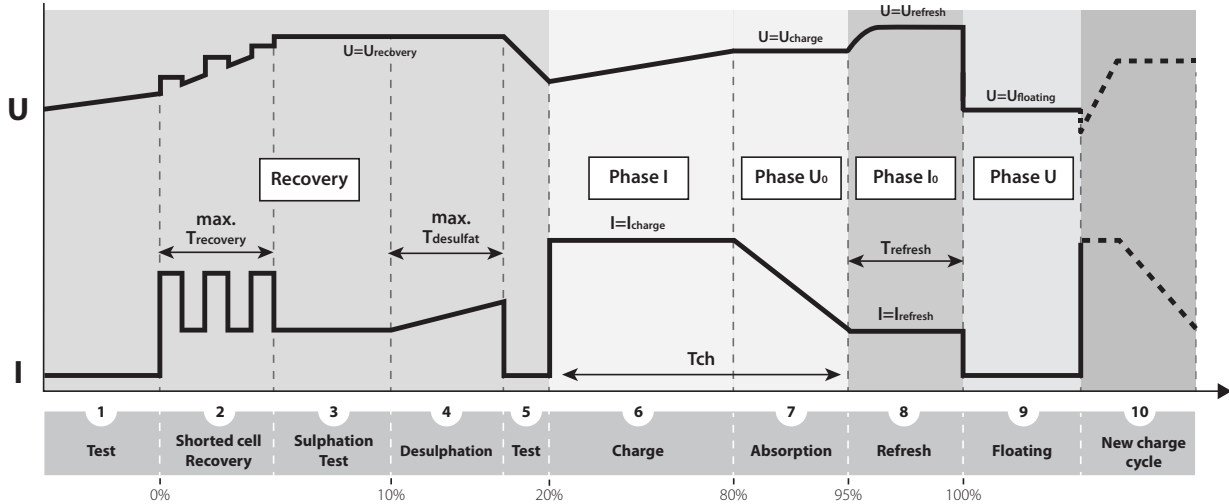 U=Urefresh
U=Urecovery
U=Ucharge
U
U=Ufloating
Recovery
Phase I
Phase U0
Phase I0
Phase U
max.
Trecovery
max.
Tdesulfat
I=Icharge
Trefresh
I=Irefresh
Tch
I
1
2
3
4
5
6
7
8
9
10
Test
Shorted cell
Recovery
Sulphation
Test
Desulphation
Test
Charge
Absorption
Refresh
Floating
New charge
cycle
0%
10%
20%
80%
95%
100%